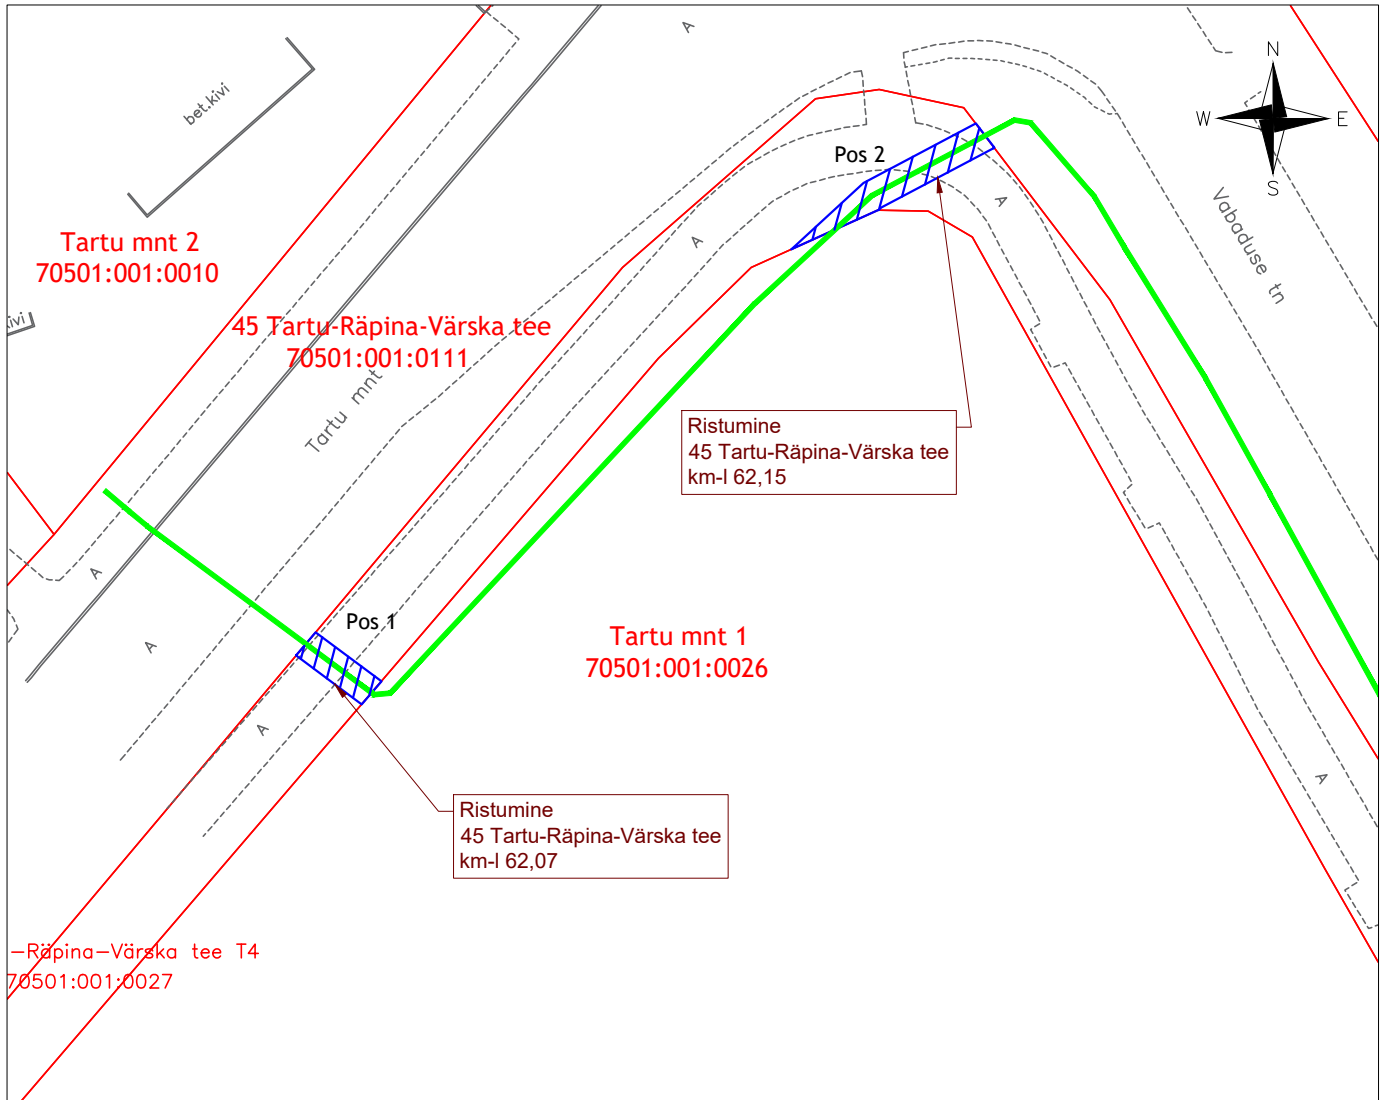 N
W
E
S
bet.kivi
Pos 2
A
Vabaduse tn
A
A
Tartu mnt 2
70501:001:0010
ivi
45 Tartu-Räpina-Värska tee
70501:001:0111
Tartu mnt
Ristumine
45 Tartu-Räpina-Värska tee
km-l 62,15
A
A
Pos 1
Tartu mnt 1
70501:001:0026
A
A
Ristumine
45 Tartu-Räpina-Värska tee
km-l 62,07
-Räpina-Värska tee T4
70501:001:0027